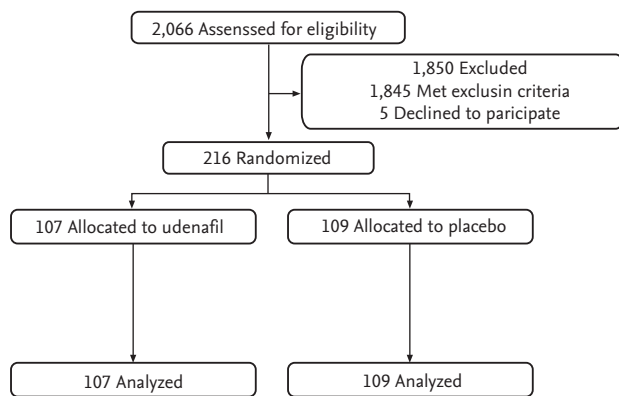 2,066 Assenssed for eligibility
1,850 Excluded
1,845 Met exclusin criteria
5 Declined to paricipate
216 Randomized
107 Allocated to udenafil
109 Allocated to placebo
107 Analyzed
109 Analyzed